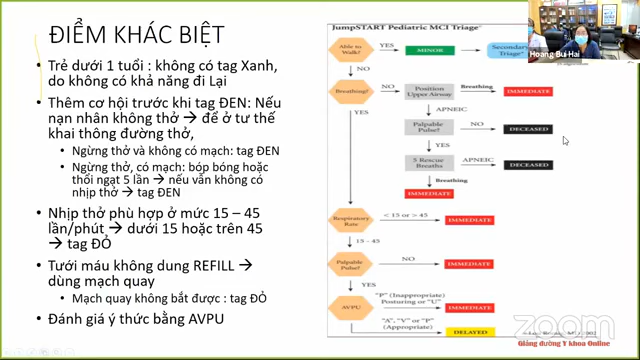 ĐIỂM KHÁC BIỆT
• Trẻ dưới 1 tuổi : không có tag Xanh,
do không có khả năng đi Lại
• Thêm cơ hội trước khi tag ĐEN: Nếu
nạn nhân không thở → để ở tư thế
khai thông đường thở,
• Ngừng thở và không có mạch: tag ĐEN
• Ngừng thở, có mạch: bóp bóng hoặc
thổi ngạt 5 lần → nếu vẫn không có
nhịp thở → tag ĐEN
• Nhịp thở phù hợp ở mức 15 – 45
lần/phút → dưới 15 hoặc trên 45
→ tag ĐỎ
• Tưới máu không dung REFILL →
dùng mạch quay
• Mạch quay không bắt được : tag ĐỎ
• Đánh giá ý thức bằng AVPU
JumpSTART Pediatric MCI Triage
Able to
Walk?
YES
MINOR
Secondary
Triage
NO
Breathing?
NO
Position
Upper Airway
Breathing
IMMEDIATE
APNEIC
Palpable
Pulse?
NO
DECEASED
YES
YES
5 Rescue
Breaths
APNEIC
DECEASED
Breathing
IMMEDIATE
Respiratory
Rate
< 15 or > 45
IMMEDIATE
15 – 45
Palpable
Pulse?
NO
IMMEDIATE
YES
AVPU
"P" (Inappropriate)
Posturing or "U"
IMMEDIATE
"A", "V" or "P"
(Appropriate)
DELAYED
Hoang Bui Hai
zoom
Giảng đường Y khoa Online